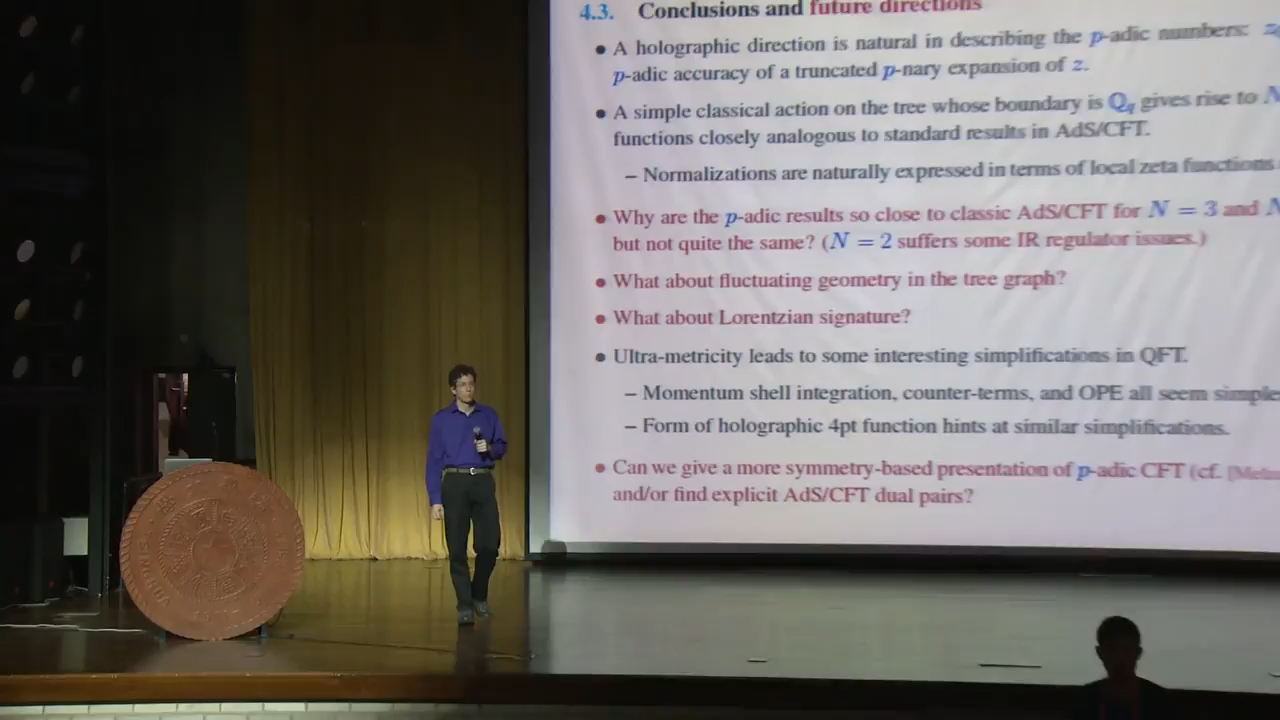 4.3. Conclusions and future directions
• A holographic direction is natural in describing the p-adic numbers:
p-adic accuracy of a truncated p-nary expansion of z.
• A simple classical action on the tree whose boundary is Qq gives rise to N
functions closely analogous to standard results in AdS/CFT.
– Normalizations are naturally expressed in terms of local zeta functions
• Why are the p-adic results so close to classic AdS/CFT for N = 3 and N
but not quite the same? (N = 2 suffers some IR regulator issues.)
• What about fluctuating geometry in the tree graph?
• What about Lorentzian signature?
• Ultra-metricity leads to some interesting simplifications in QFT.
– Momentum shell integration, counter-terms, and OPE all seem simple
– Form of holographic 4pt function hints at similar simplifications.
• Can we give a more symmetry-based presentation of p-adic CFT (cf.
and/or find explicit AdS/CFT dual pairs?